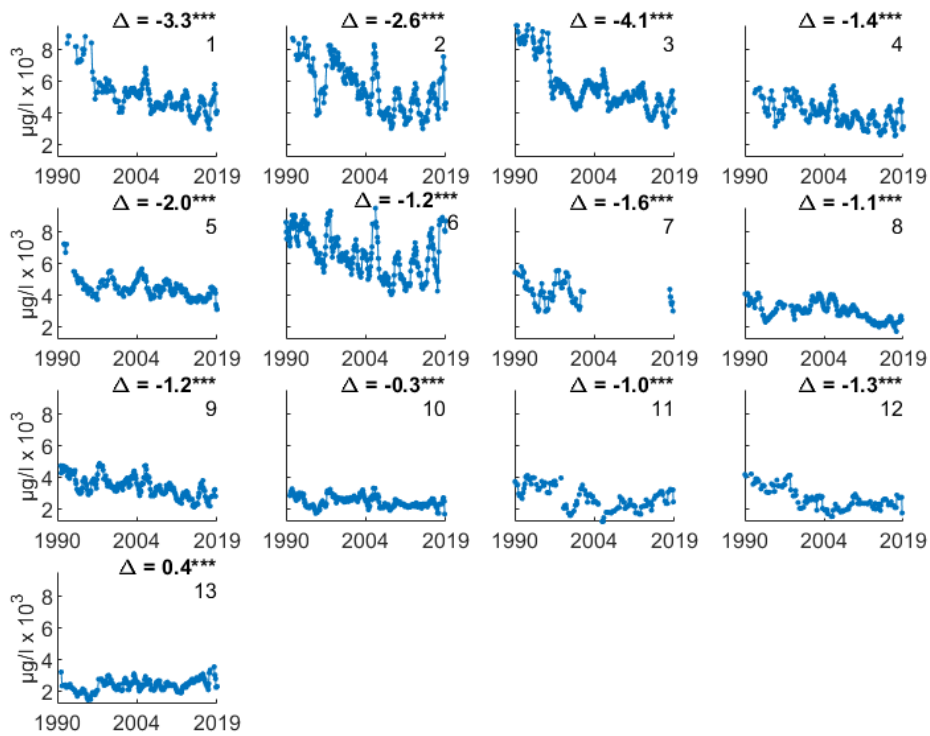 Δ = -3.3***
1
Δ = -2.6***
2
Δ = -4.1***
3
Δ = -1.4***
4
µg/l x 10³
8
6
4
2
1990 2004 2019
1990 2004 2019
1990 2004 2019
1990 2004 2019
Δ = -2.0***
5
Δ = -1.2***
6
Δ = -1.6***
7
Δ = -1.1***
8
µg/l x 10³
8
6
4
2
1990 2004 2019
1990 2004 2019
1990 2004 2019
1990 2004 2019
Δ = -1.2***
9
Δ = -0.3***
10
Δ = -1.0***
11
Δ = -1.3***
12
µg/l x 10³
8
6
4
2
1990 2004 2019
1990 2004 2019
1990 2004 2019
1990 2004 2019
Δ = 0.4***
13
µg/l x 10³
8
6
4
2
1990 2004 2019